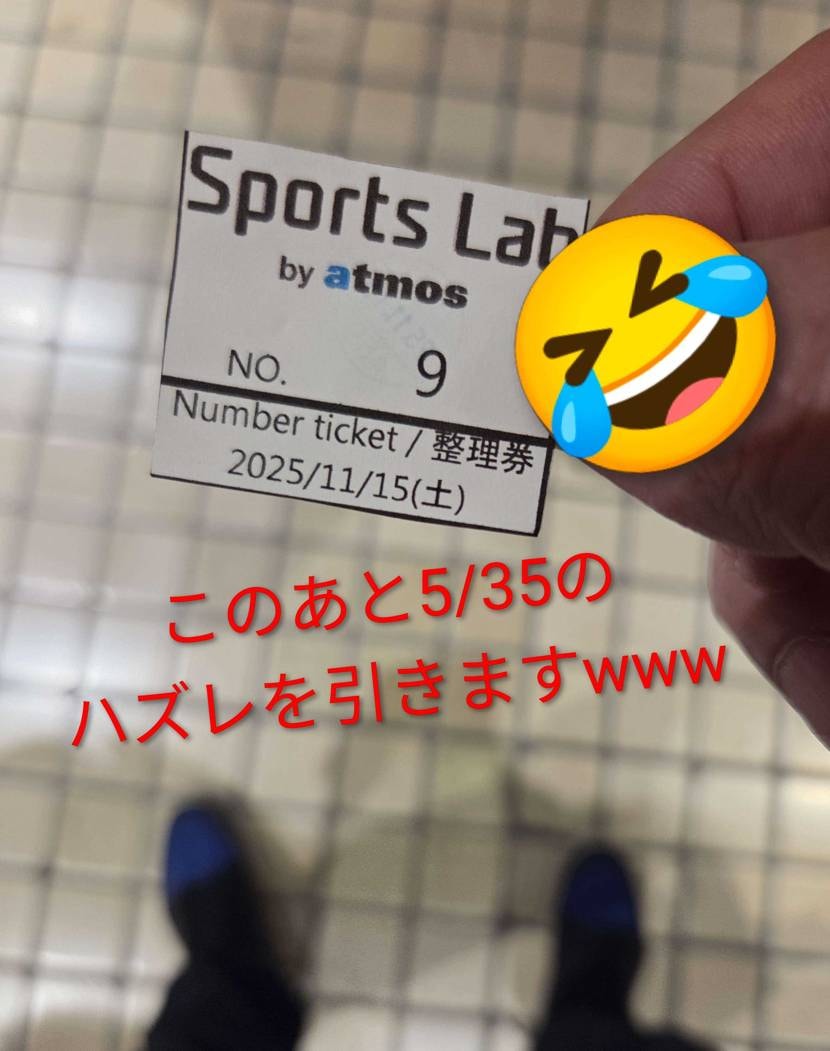 Sports Lab
by atmos
NO. 9
Number ticket / 整理券
2025/11/15(土)
このあと5/35の
ハズレを引きますwww